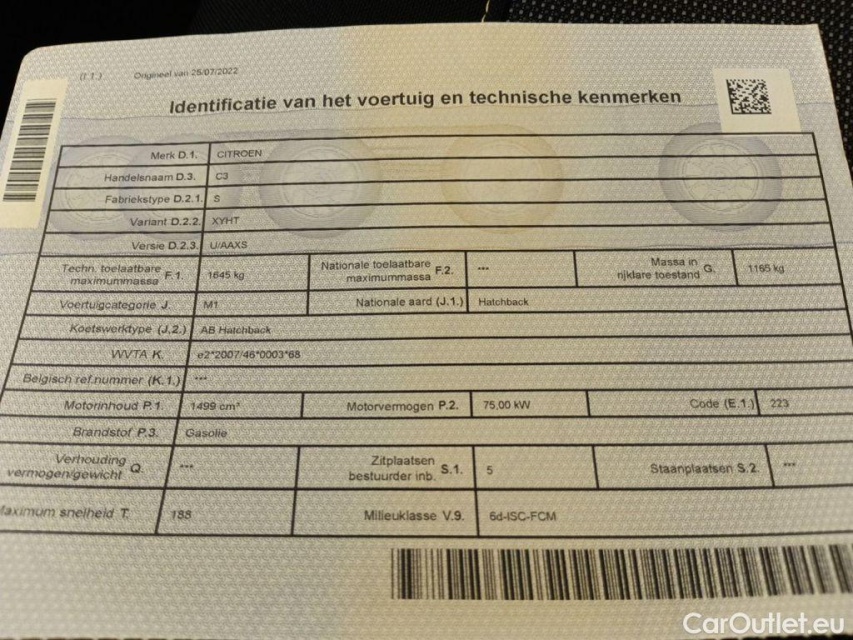 (I.1.) Origineel van 25/07/2022
Identificatie van het voertuig en technische kenmerken
Merk D.1. CITROEN
Handelsnaam D.3. C3
Fabriekstype D.2.1. S
Variant D.2.2. XYHT
Versie D.2.3. U/AAXS
Techn. toelaatbare maximummassa F.1. 1645 kg Nationale toelaatbare maximummassa F.2. *** Massa in rijklare toestand G. 1165 kg
Voertuigcategorie J. M1 Nationale aard (J.1.) Hatchback
Koetswerktype (J.2.) AB Hatchback
WVTA K. e2*2007/46*0003*68
Belgisch ref.nummer (K.1.) ***
Motorinhoud P.1. 1499 cm³ Motorvermogen P.2. 75,00 kW Code (E.1.) 223
Brandstof P.3. Gasolie
Verhouding vermogen/gewicht Q. *** Zitplaatsen bestuurder inb. S.1. 5 Staanplaatsen S.2. ***
Maximum snelheid T. 188 Milieuklasse V.9. 6d-ISC-FCM
CarOutlet.eu